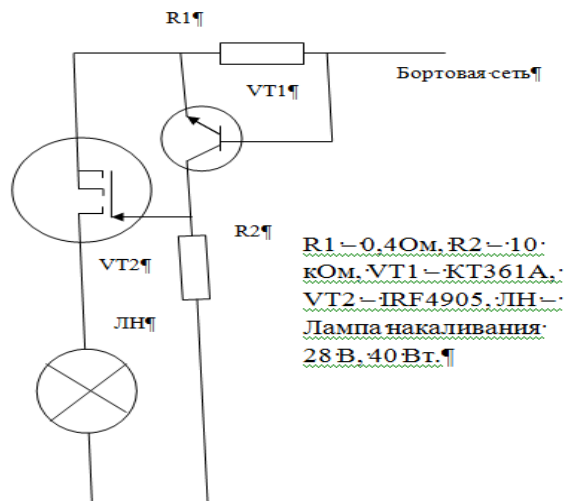 R1¶
Бортовая·сеть¶
VT1¶
R2¶
VT2¶
ЛН¶
R1·–·0,4Ом,·R2·–·10·
кОм,·VT1·–·КТ361А,·
VT2·–·IRF4905,·ЛН·–·
Лампа·накаливания·
28·В,·40·Вт.¶